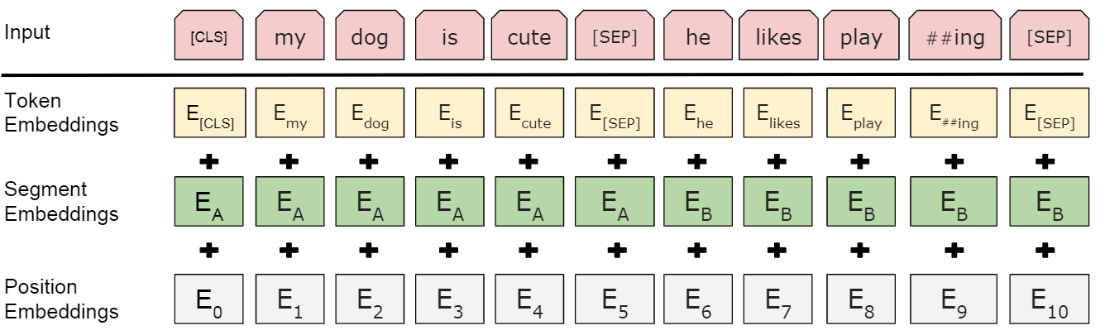 Input [CLS] my dog is cute [SEP] he likes play ##ing [SEP]
Token Embeddings E[CLS] Emy Edog Eis Ecute E[SEP] Ehe Elikes Eplay E##ing E[SEP]
+ + + + + + + + + + +
Segment Embeddings EA EA EA EA EA EA EB EB EB EB EB
+ + + + + + + + + + +
Position Embeddings E0 E1 E2 E3 E4 E5 E6 E7 E8 E9 E10